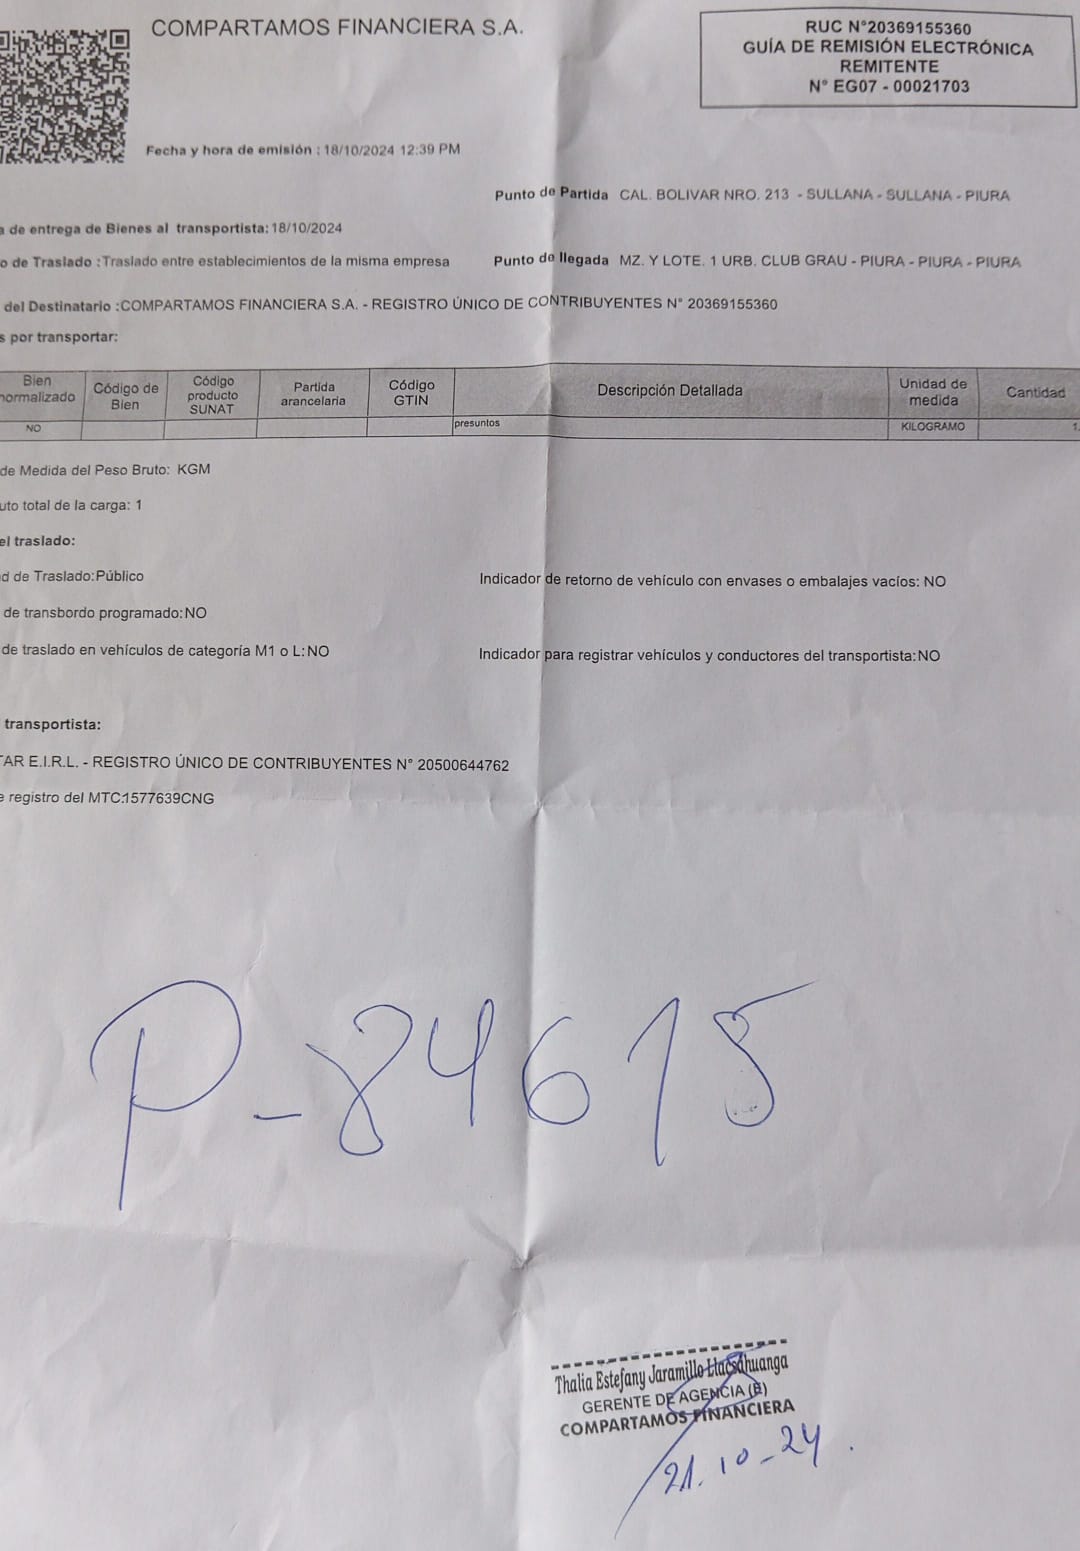 COMPARTAMOS FINANCIERA S.A.
RUC N°20369155360
GUÍA DE REMISIÓN ELECTRÓNICA
REMITENTE
N° EG07 - 00021703
Fecha y hora de emisión : 18/10/2024 12:39 PM
Punto de Partida CAL. BOLIVAR NRO. 213 - SULLANA - SULLANA - PIURA
a de entrega de Bienes al transportista: 18/10/2024
o de Traslado :Traslado entre establecimientos de la misma empresa
Punto de llegada MZ. Y LOTE. 1 URB. CLUB GRAU - PIURA - PIURA - PIURA
del Destinatario :COMPARTAMOS FINANCIERA S.A. - REGISTRO ÚNICO DE CONTRIBUYENTES N° 20369155360
s por transportar:
Bien normalizado Código de Bien Código producto SUNAT Partida arancelaria Código GTIN Descripción Detallada Unidad de medida Cantidad
NO presuntos KILOGRAMO 1.
de Medida del Peso Bruto: KGM
uto total de la carga: 1
el traslado:
d de Traslado:Público
Indicador de retorno de vehículo con envases o embalajes vacíos: NO
de transbordo programado:NO
de traslado en vehículos de categoría M1 o L:NO
Indicador para registrar vehículos y conductores del transportista:NO
transportista:
TAR E.I.R.L. - REGISTRO ÚNICO DE CONTRIBUYENTES N° 20500644762
e registro del MTC:1577639CNG
P-84615
Thalia Estefany Jaramillo Llacsahuanga
GERENTE DE AGENCIA (E)
COMPARTAMOS FINANCIERA
21.10-24.